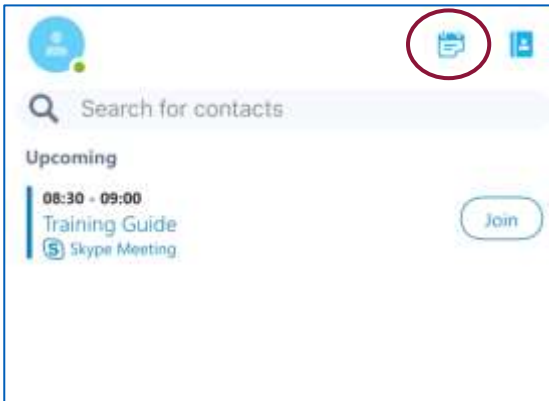 Search for contacts
Upcoming
08:30 - 09:00
Training Guide
Join
S Skype Meeting